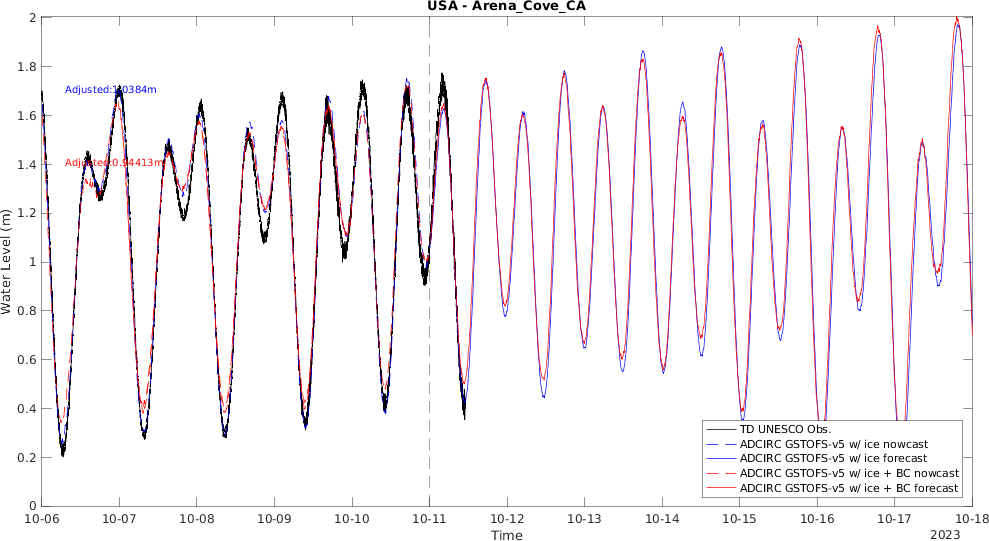 USA - Arena_Cove_CA
2
1.8
1.6
1.4
1.2
1
0.8
0.6
0.4
0.2
0
Water Level (m)
Adjusted:1.0384m
Adjusted:0.94413m
TD UNESCO Obs.
ADCIRC GSTOFS-v5 w/ ice nowcast
ADCIRC GSTOFS-v5 w/ ice forecast
ADCIRC GSTOFS-v5 w/ ice + BC nowcast
ADCIRC GSTOFS-v5 w/ ice + BC forecast
10-06 10-07 10-08 10-09 10-10 10-11 10-12 10-13 10-14 10-15 10-16 10-17 10-18
Time
2023